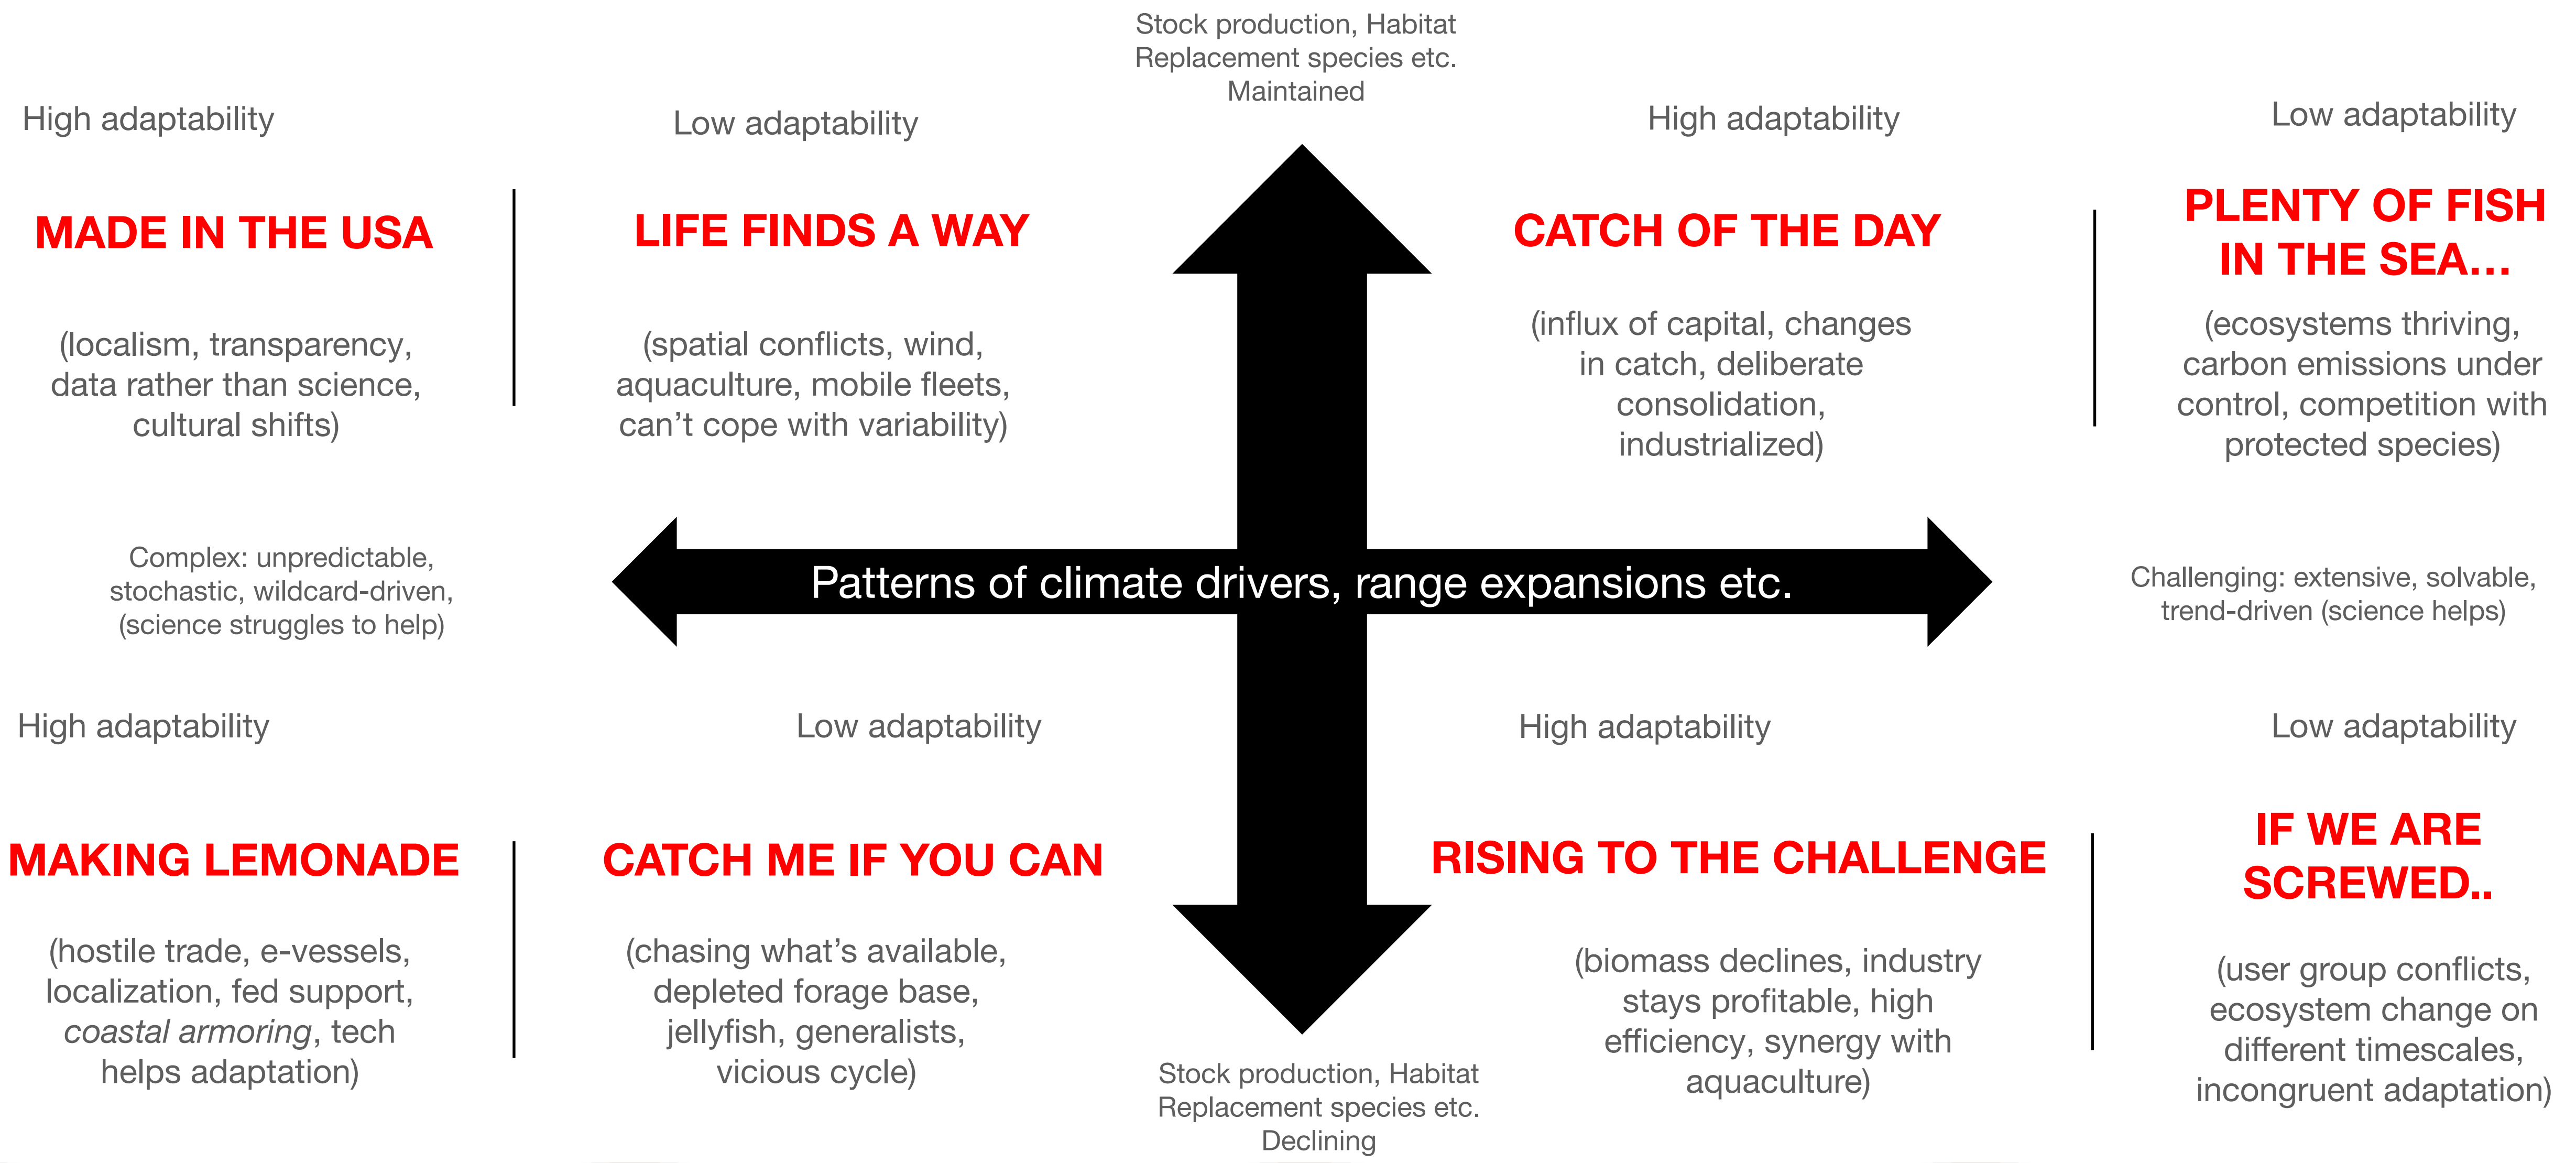 Stock production, Habitat
Replacement species etc.
Maintained
High adaptability
Low adaptability
High adaptability
Low adaptability
MADE IN THE USA
(localism, transparency,
data rather than science,
cultural shifts)
LIFE FINDS A WAY
(spatial conflicts, wind,
aquaculture, mobile fleets,
can’t cope with variability)
CATCH OF THE DAY
(influx of capital, changes
in catch, deliberate
consolidation,
industrialized)
PLENTY OF FISH
IN THE SEA…
(ecosystems thriving,
carbon emissions under
control, competition with
protected species)
Complex: unpredictable,
stochastic, wildcard-driven,
(science struggles to help)
Patterns of climate drivers, range expansions etc.
Challenging: extensive, solvable,
trend-driven (science helps)
High adaptability
Low adaptability
High adaptability
Low adaptability
MAKING LEMONADE
(hostile trade, e-vessels,
localization, fed support,
coastal armoring, tech
helps adaptation)
CATCH ME IF YOU CAN
(chasing what’s available,
depleted forage base,
jellyfish, generalists,
vicious cycle)
RISING TO THE CHALLENGE
(biomass declines, industry
stays profitable, high
efficiency, synergy with
aquaculture)
IF WE ARE
SCREWED..
(user group conflicts,
ecosystem change on
different timescales,
incongruent adaptation)
Stock production, Habitat
Replacement species etc.
Declining